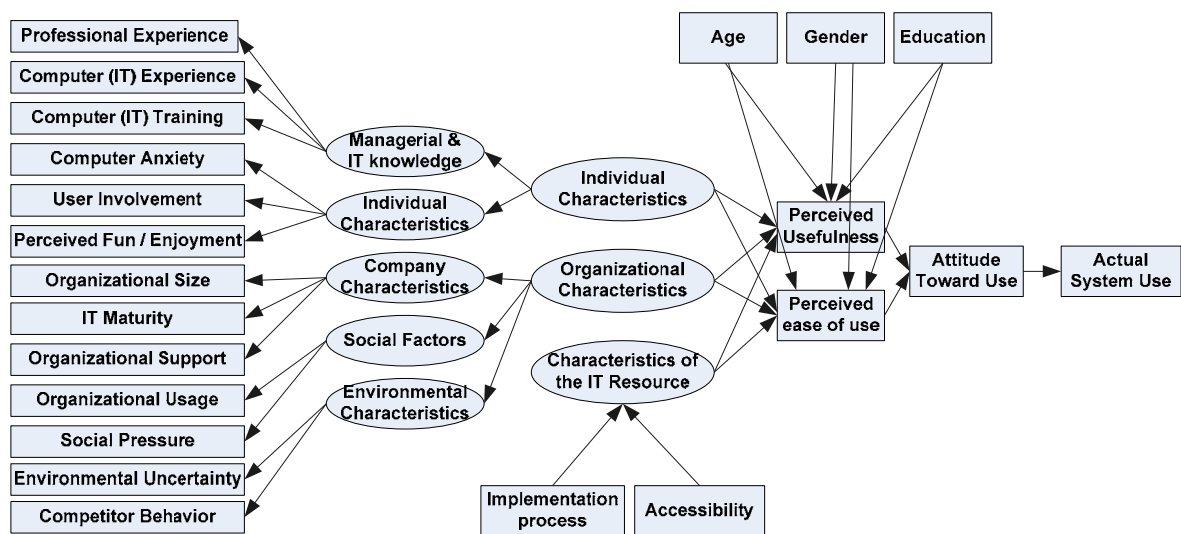 Professional Experience
Computer (IT) Experience
Computer (IT) Training
Computer Anxiety
User Involvement
Perceived Fun / Enjoyment
Organizational Size
IT Maturity
Organizational Support
Organizational Usage
Social Pressure
Environmental Uncertainty
Competitor Behavior
Managerial &
IT knowledge
Individual
Characteristics
Company
Characteristics
Social Factors
Environmental
Characteristics
Individual
Characteristics
Organizational
Characteristics
Characteristics of
the IT Resource
Implementation
process
Accessibility
Age
Gender
Education
Perceived
Usefulness
Perceived
ease of use
Attitude
Toward Use
Actual
System Use